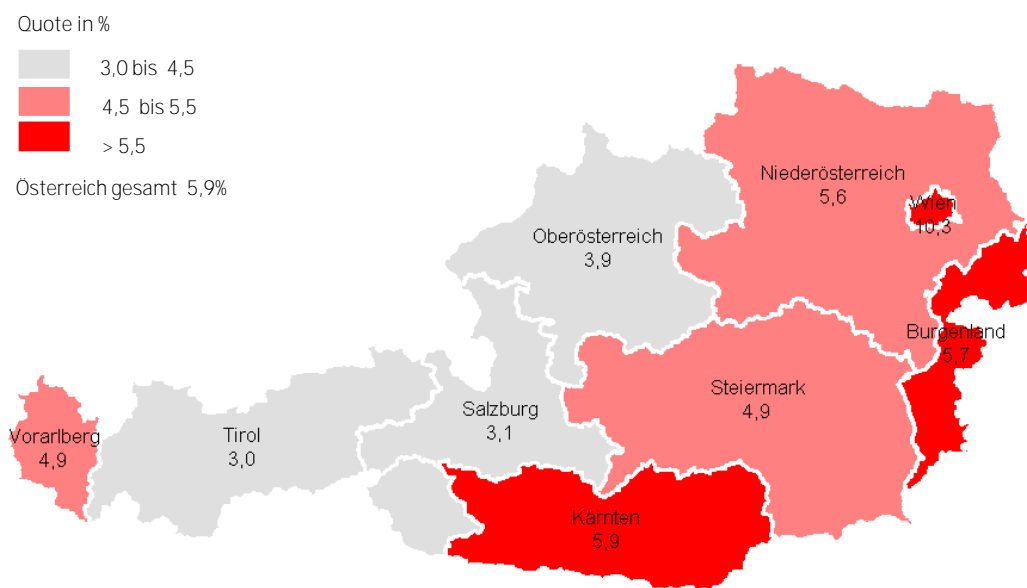 Quote in %
3,0 bis 4,5
4,5 bis 5,5
> 5,5
Österreich gesamt 5,9%
Niederösterreich
5,6
Wien
10,3
Oberösterreich
3,9
Burgenland
5,7
Steiermark
4,9
Salzburg
3,1
Tirol
3,0
Vorarlberg
4,9
Kärnten
5,9